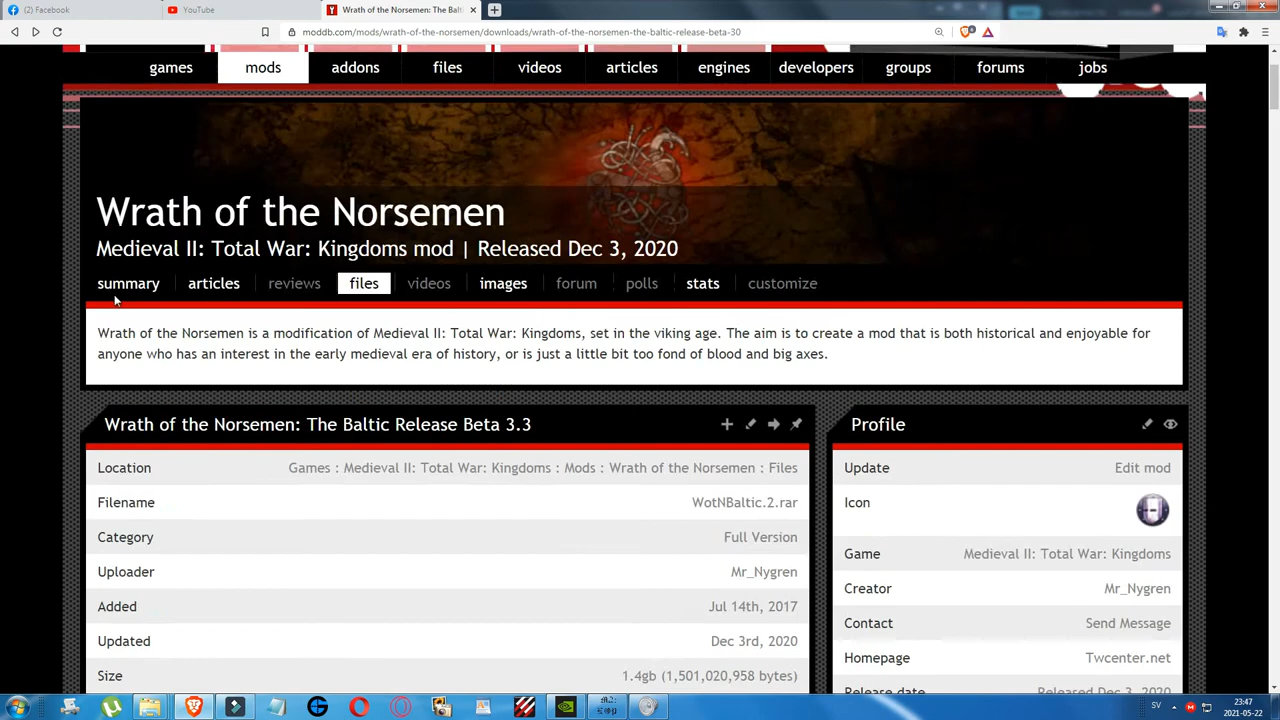 (2) Facebook
YouTube
Wrath of the Norsemen: The Balt
moddb.com/mods/wrath-of-the-norsemen/downloads/wrath-of-the-norsemen-the-baltic-release-beta-30
games mods addons files videos articles engines developers groups forums jobs
Wrath of the Norsemen
Medieval II: Total War: Kingdoms mod | Released Dec 3, 2020
summary articles reviews files videos images forum polls stats customize
Wrath of the Norsemen is a modification of Medieval II: Total War: Kingdoms, set in the viking age. The aim is to create a mod that is both historical and enjoyable for
anyone who has an interest in the early medieval era of history, or is just a little bit too fond of blood and big axes.
Wrath of the Norsemen: The Baltic Release Beta 3.3
Location Games : Medieval II: Total War: Kingdoms : Mods : Wrath of the Norsemen : Files
Filename WotNBaltic.2.rar
Category Full Version
Uploader Mr_Nygren
Added Jul 14th, 2017
Updated Dec 3rd, 2020
Size 1.4gb (1,501,020,958 bytes)
Profile
Update Edit mod
Icon
Game Medieval II: Total War: Kingdoms
Creator Mr_Nygren
Contact Send Message
Homepage Twcenter.net
Release date Released Dec 3, 2020
SV
23:47
2021-05-22